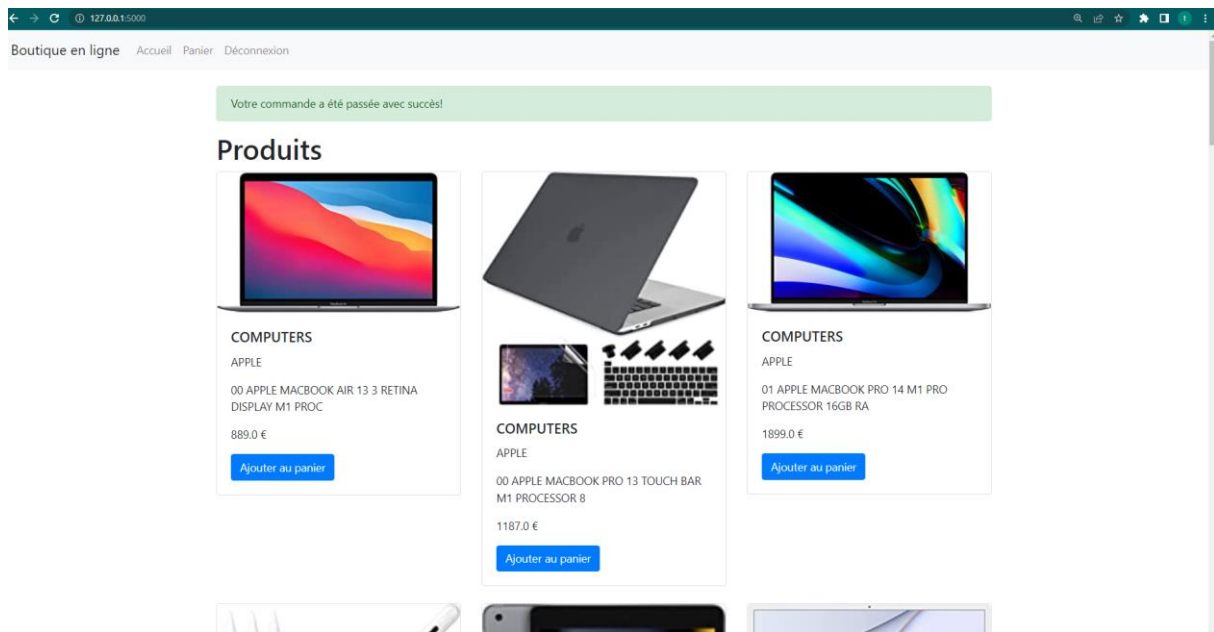 127.0.0.1:5000
Boutique en ligne Accueil Panier Déconnexion
Votre commande a été passée avec succès!
Produits
COMPUTERS
APPLE
00 APPLE MACBOOK AIR 13 3 RETINA
DISPLAY M1 PROC
889.0 €
Ajouter au panier
COMPUTERS
APPLE
00 APPLE MACBOOK PRO 13 TOUCH BAR
M1 PROCESSOR 8
1187.0 €
Ajouter au panier
COMPUTERS
APPLE
01 APPLE MACBOOK PRO 14 M1 PRO
PROCESSOR 16GB RA
1899.0 €
Ajouter au panier